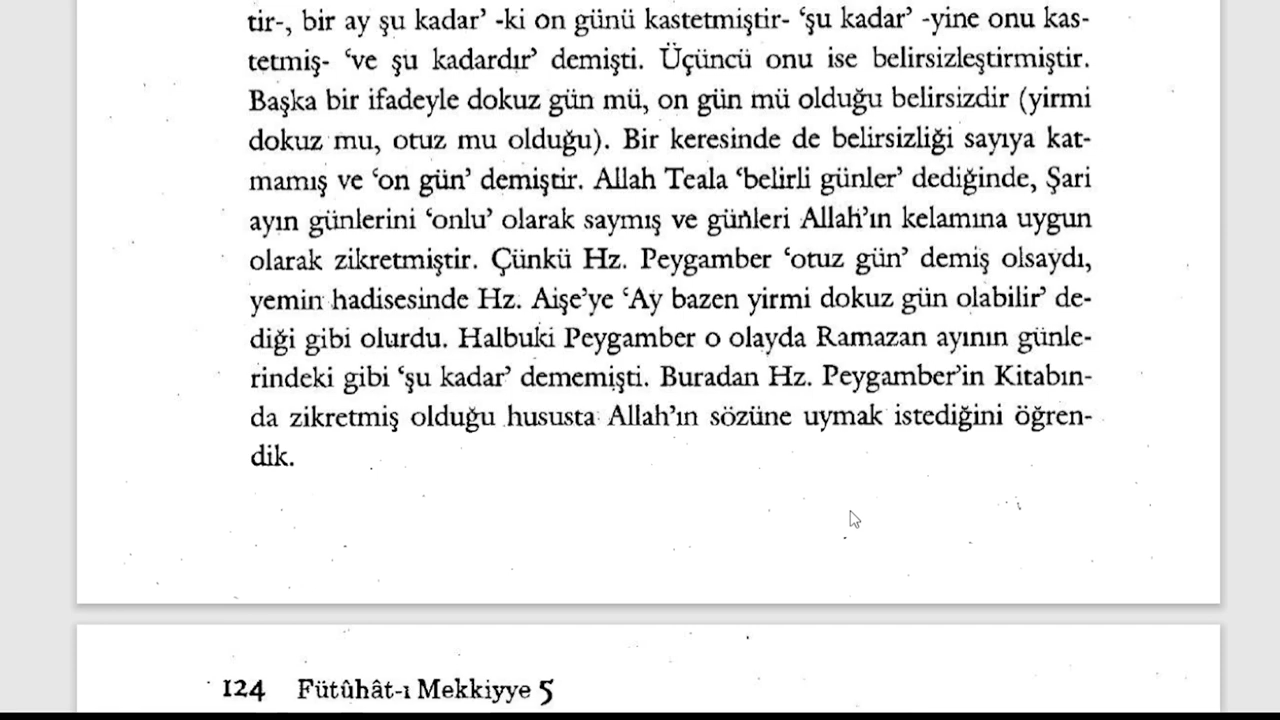 tir-, bir ay şu kadar’ -ki on günü kastetmiştir- ‘şu kadar’ -yine onu kas-
tetmiş- ‘ve şu kadardır’ demişti. Üçüncü onu ise belirsizleştirmiştir.
Başka bir ifadeyle dokuz gün mü, on gün mü olduğu belirsizdir (yirmi
dokuz mu, otuz mu olduğu). Bir keresinde de belirsizliği sayıya kat-
mamış ve ‘on gün’ demiştir. Allah Teala ‘belirli günler’ dediğinde, Şari
ayın günlerini ‘onlu’ olarak saymış ve günleri Allah’ın kelamına uygun
olarak zikretmiştir. Çünkü Hz. Peygamber ‘otuz gün’ demiş olsaydı,
yemin hadisesinde Hz. Aişe’ye ‘Ay bazen yirmi dokuz gün olabilir’ de-
diği gibi olurdu. Halbuki Peygamber o olayda Ramazan ayının günle-
rindeki gibi ‘şu kadar’ dememişti. Buradan Hz. Peygamber’in Kitabın-
da zikretmiş olduğu hususta Allah’ın sözüne uymak istediğini öğren-
dik.
124 Fütûhât-ı Mekkiyye 5